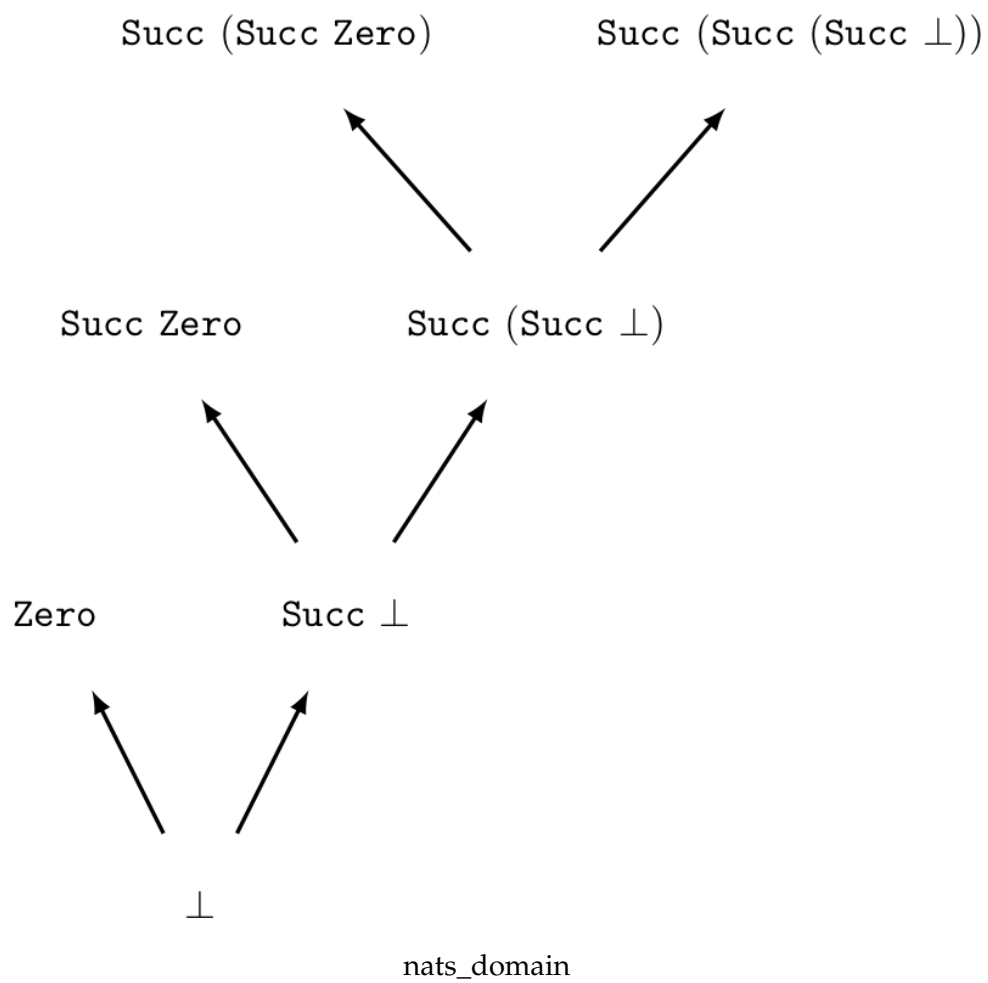 Succ (Succ Zero) Succ (Succ (Succ ⊥))
Succ Zero Succ (Succ ⊥)
Zero Succ ⊥
⊥
nats_domain